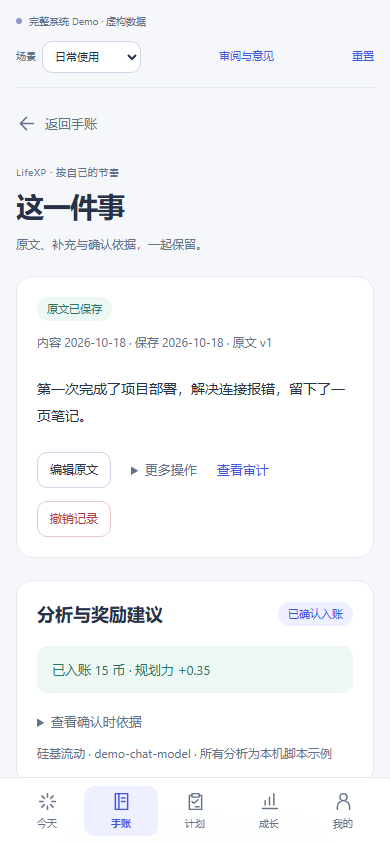 完整系统 Demo · 虚构数据
场景 日常使用 审阅与意见 重置
返回手账
LifeXP · 按自己的节奏
这一件事
原文、补充与确认依据，一起保留。
原文已保存
内容 2026-10-18 · 保存 2026-10-18 · 原文 v1
第一次完成了项目部署，解决连接报错，留下了一
页笔记。
编辑原文 更多操作 查看审计
撤销记录
分析与奖励建议 已确认入账
已入账 15 币 · 规划力 +0.35
查看确认时依据
硅基流动 · demo-chat-model · 所有分析为本机脚本示例
今天 手账 计划 成长 我的